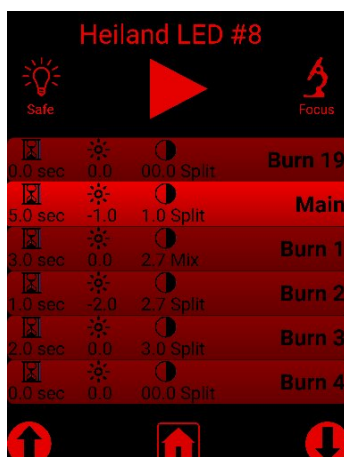 Heiland LED #8
Safe
Focus
0.0 sec 0.0 00.0 Split Burn 19
5.0 sec -1.0 1.0 Split Main
3.0 sec 0.0 2.7 Mix Burn 1
1.0 sec -2.0 2.7 Split Burn 2
2.0 sec 0.0 3.0 Split Burn 3
0.0 sec 0.0 00.0 Split Burn 4